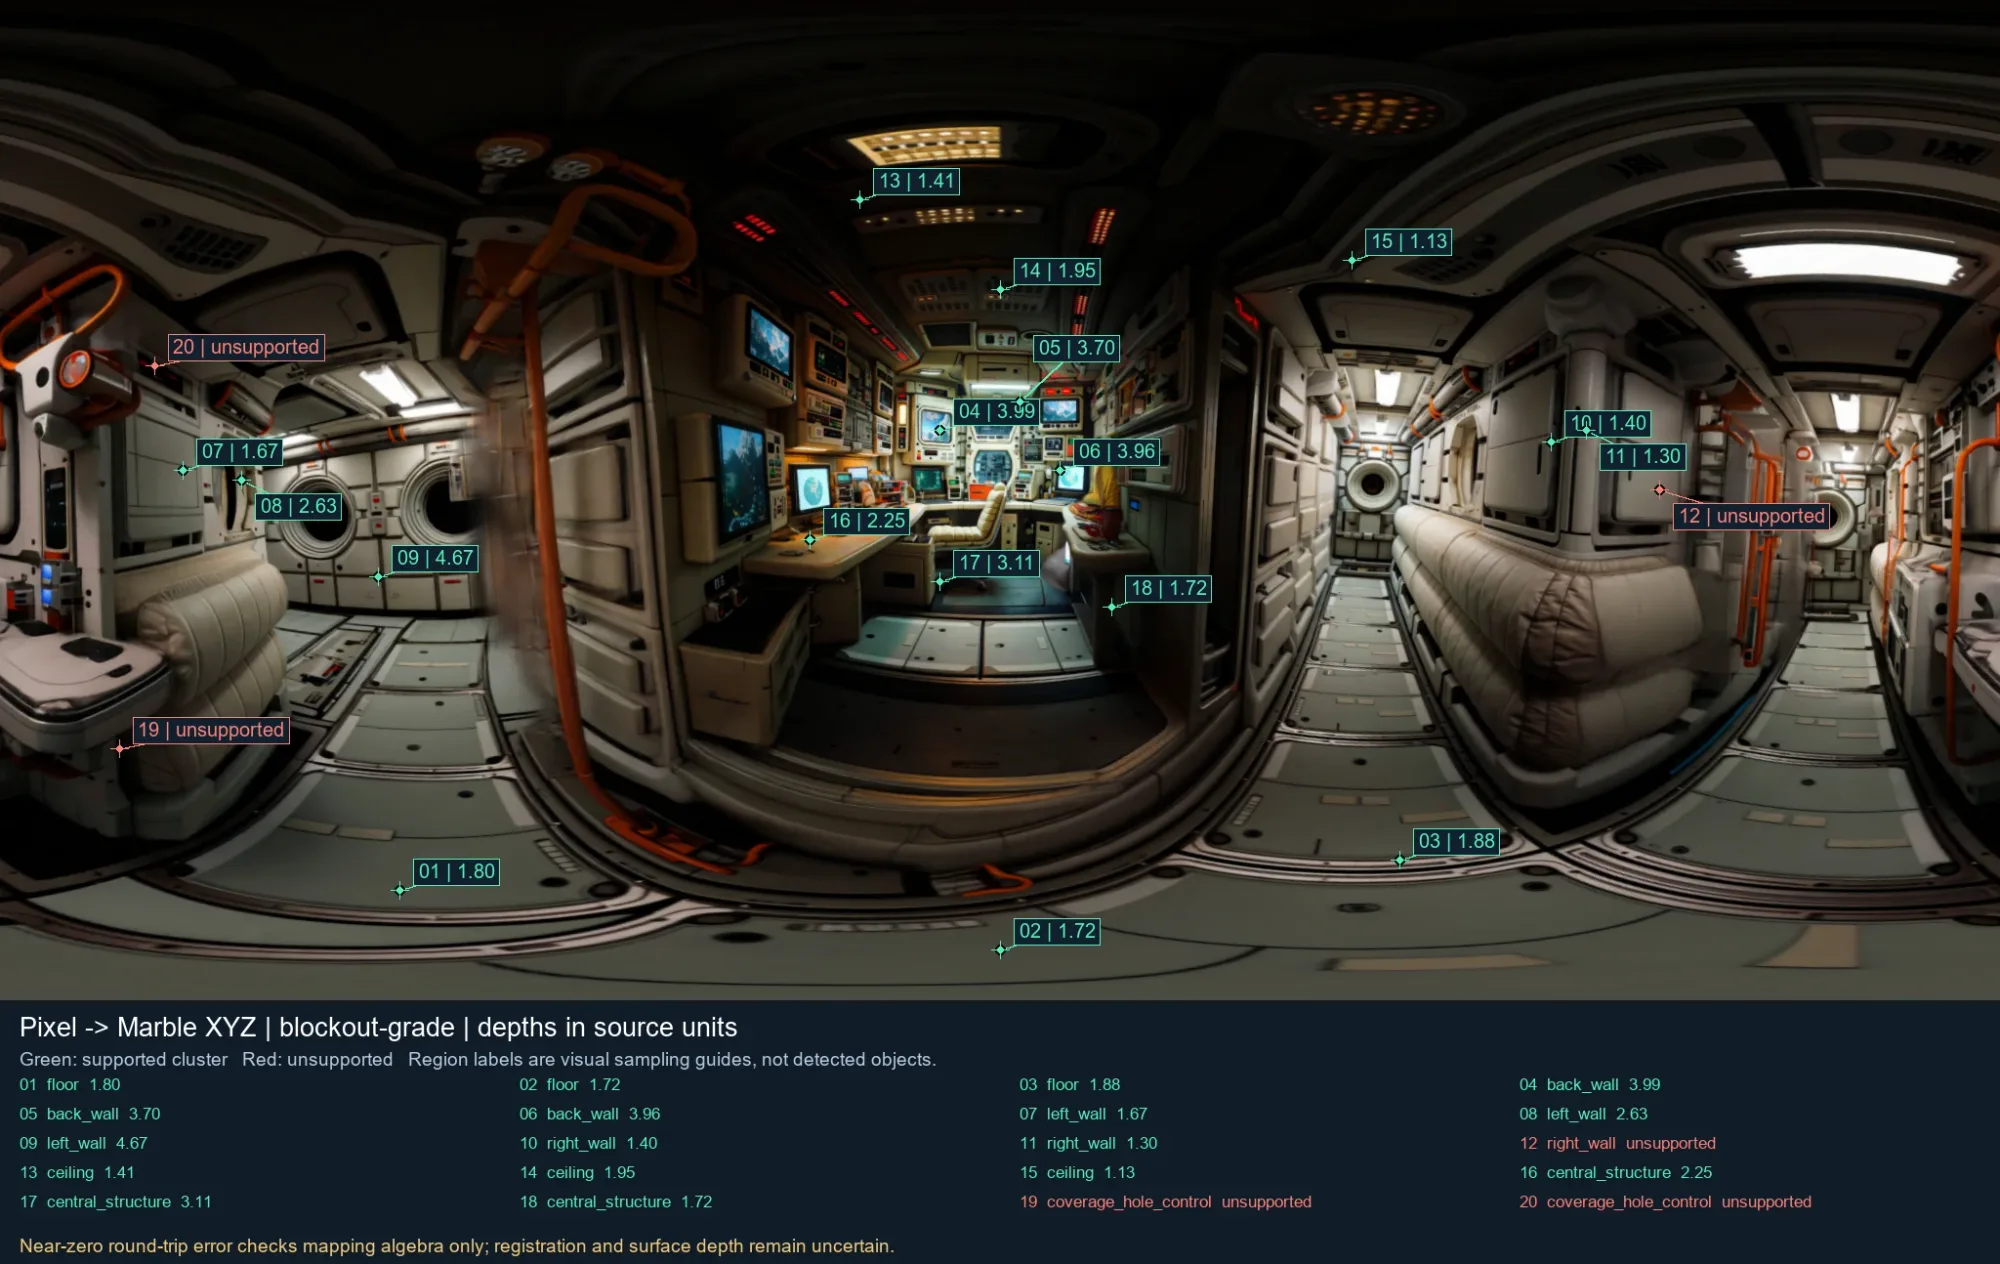 13 | 1.41
15 | 1.13
14 | 1.95
20 | unsupported
05 | 3.70
04 | 3.99
10 | 1.40
07 | 1.67
06 | 3.96
11 | 1.30
08 | 2.63
12 | unsupported
16 | 2.25
09 | 4.67
17 | 3.11
18 | 1.72
19 | unsupported
03 | 1.88
01 | 1.80
02 | 1.72
Pixel -> Marble XYZ | blockout-grade | depths in source units
Green: supported cluster Red: unsupported Region labels are visual sampling guides, not detected objects.
01 floor 1.80 02 floor 1.72 03 floor 1.88 04 back_wall 3.99
05 back_wall 3.70 06 back_wall 3.96 07 left_wall 1.67 08 left_wall 2.63
09 left_wall 4.67 10 right_wall 1.40 11 right_wall 1.30 12 right_wall unsupported
13 ceiling 1.41 14 ceiling 1.95 15 ceiling 1.13 16 central_structure 2.25
17 central_structure 3.11 18 central_structure 1.72 19 coverage_hole_control unsupported 20 coverage_hole_control unsupported
Near-zero round-trip error checks mapping algebra only; registration and surface depth remain uncertain.